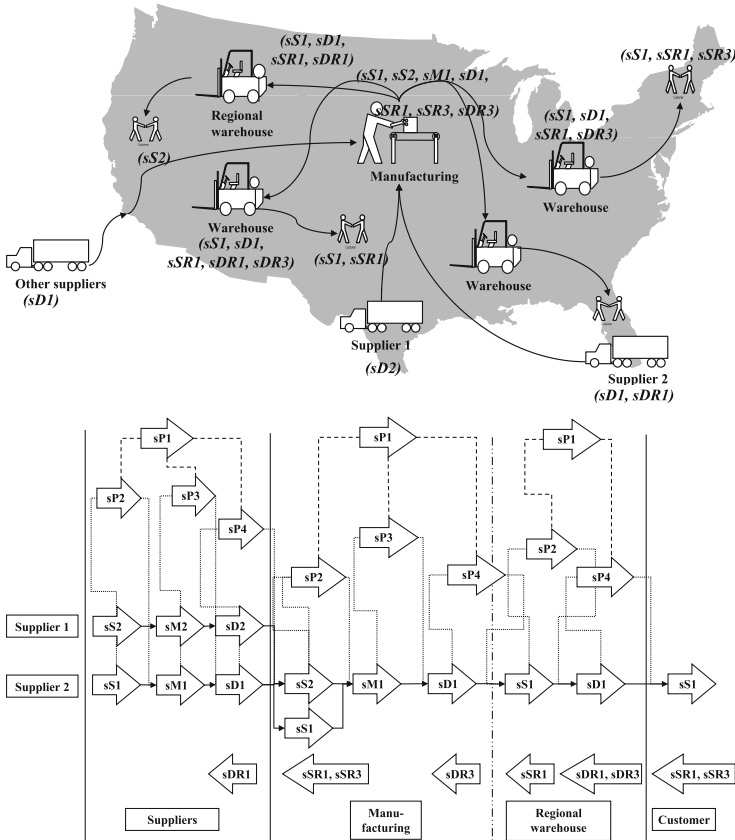 (sS1, sD1,
sSR1, sDR1)
(sS1, sS2, sM1, sD1,
sSR1, sSR3, sDR3)
(sS1, sSR1, sSR3)
Customer
Regional
warehouse
Customer
(sS2)
(sS1, sD1,
sSR1, sDR3)
Manufacturing
Warehouse
Warehouse
(sS1, sD1,
sSR1, sDR1, sDR3)
Customer
(sS1, sSR1)
Other suppliers
(sD1)
Warehouse
Customer
Supplier 1
(sD2)
Supplier 2
(sD1, sDR1)
sP1
sP1
sP1
sP2
sP3
sP4
sP3
sP2
sP4
sP2
sP4
Supplier 1
sS2
sM2
sD2
Supplier 2
sS1
sM1
sD1
sS2
sM1
sD1
sS1
sD1
sS1
sS1
sDR1
sSR1, sSR3
sDR3
sSR1
sDR1, sDR3
sSR1, sSR3
Suppliers
Manu-
facturing
Regional
warehouse
Customer